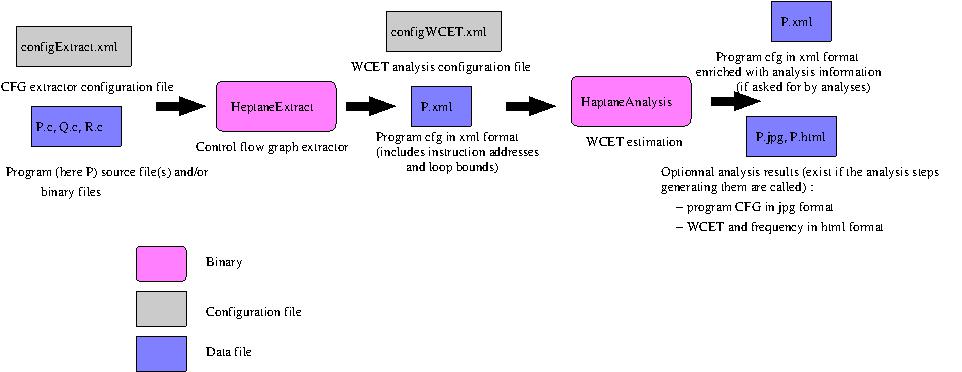 configExtract.xml
CFG extractor configuration file
P.c, Q.c, R.c
Program (here P) source file(s) and/or
binary files
HeptaneExtract
Control flow graph extractor
configWCET.xml
WCET analysis configuration file
P.xml
Program cfg in xml format
(includes instruction addresses
and loop bounds)
HaptaneAnalysis
WCET estimation
P.xml
Program cfg in xml format
enriched with analysis information
(if asked for by analyses)
P.jpg, P.html
Optionnal analysis results (exist if the analysis steps
generating them are called) :
– program CFG in jpg format
– WCET and frequency in html format
Binary
Configuration file
Data file